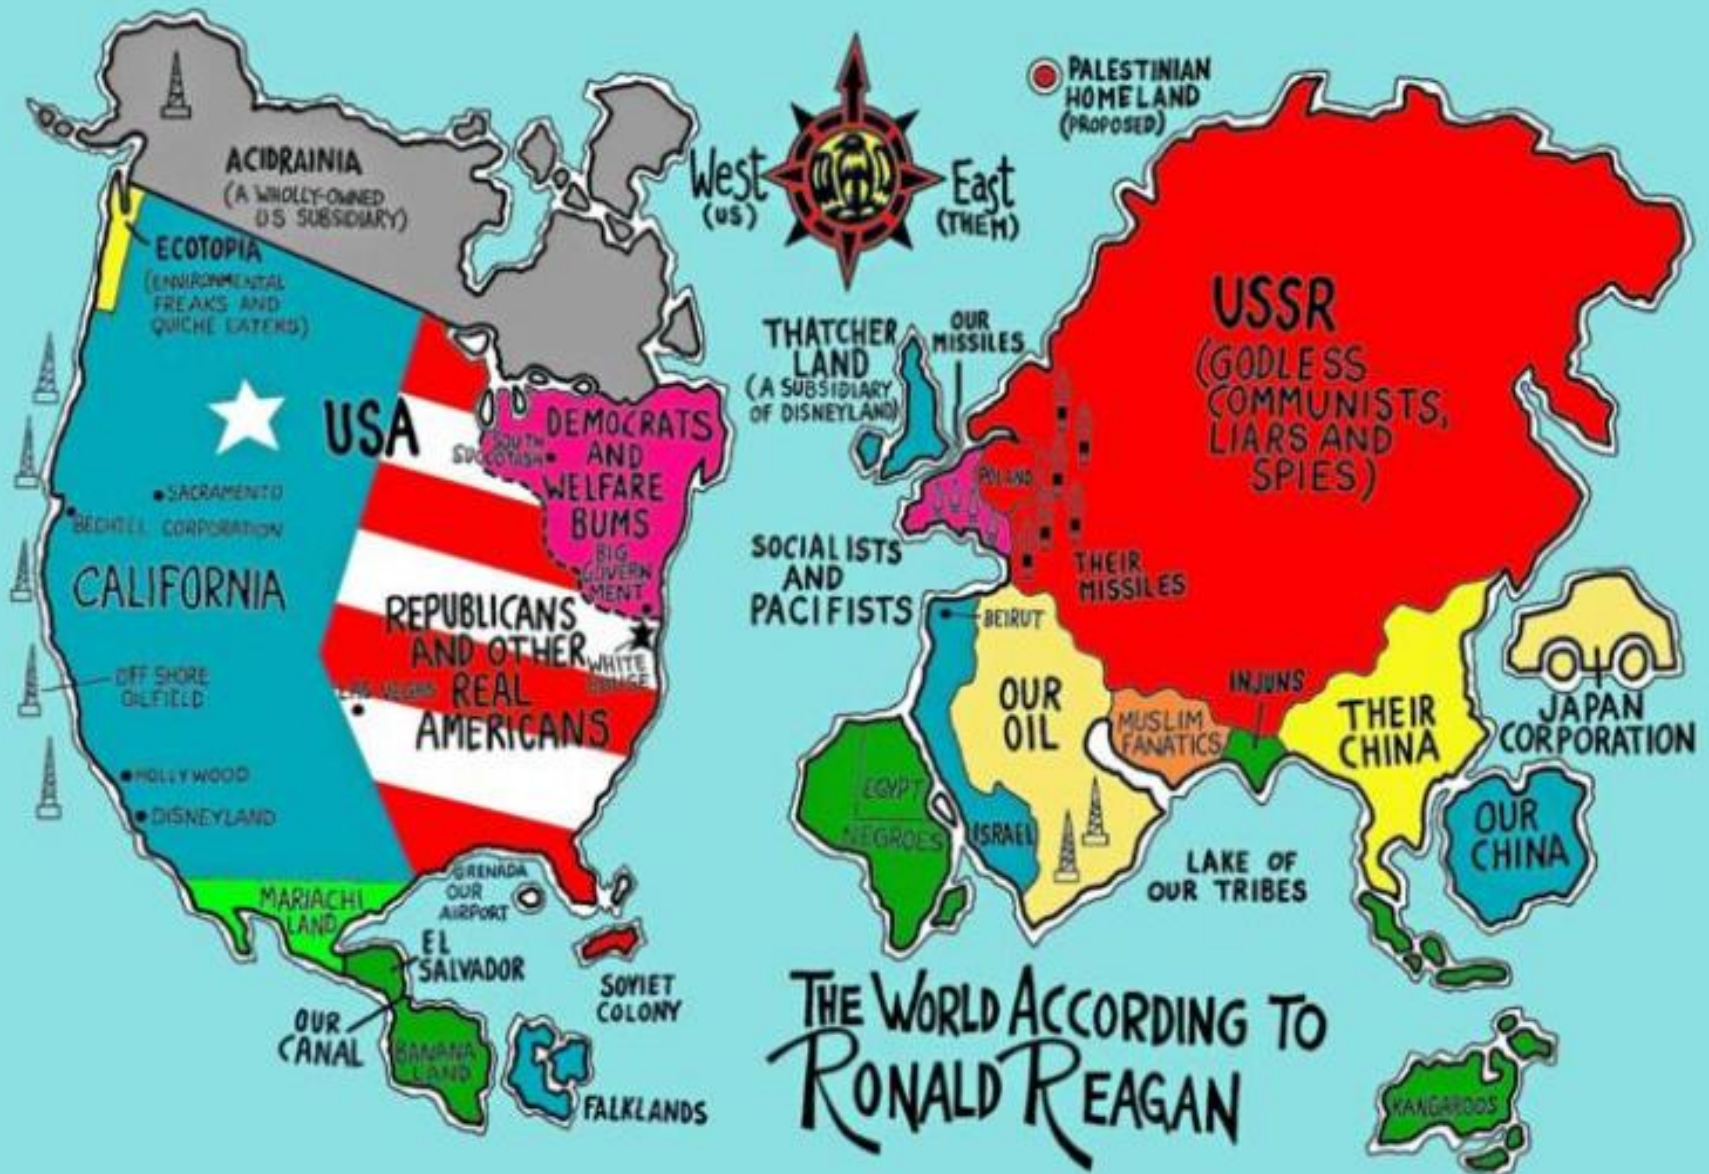 ACIDRAINIA
(A WHOLLY-OWNED
US SUBSIDIARY)
ECOTOPIA
(ENVIRONMENTAL
FREAKS AND
QUICHE EATERS)
USA
SOUTH
SUCCOTASH
DEMOCRATS
AND
WELFARE
BUMS
BIG
GOVERN
MENT
SACRAMENTO
BECHTEL CORPORATION
CALIFORNIA
REPUBLICANS
AND OTHER
REAL
AMERICANS
WHITE
HOUSE
LAS VEGAS
OFF SHORE
OILFIELD
HOLLYWOOD
DISNEYLAND
MARIACHI
LAND
GRENADA
OUR
AIRPORT
EL
SALVADOR
SOVIET
COLONY
OUR
CANAL
BANANA
LAND
FALKLANDS
West
(US)
East
(THEM)
PALESTINIAN
HOMELAND
(PROPOSED)
THATCHER
LAND
(A SUBSIDIARY
OF DISNEYLAND)
OUR
MISSILES
USSR
(GODLESS
COMMUNISTS,
LIARS AND
SPIES)
POLAND
SOCIALISTS
AND
PACIFISTS
THEIR
MISSILES
BEIRUT
OUR
OIL
MUSLIM
FANATICS
INJUNS
THEIR
CHINA
JAPAN
CORPORATION
EGYPT
NEGROES
ISRAEL
LAKE OF
OUR TRIBES
OUR
CHINA
KANGAROOS
THE WORLD ACCORDING TO
RONALD REAGAN